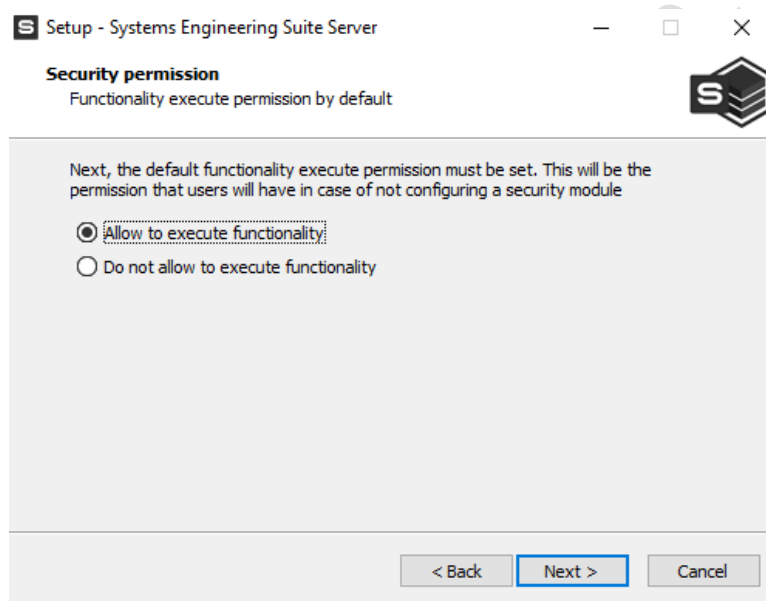 S Setup - Systems Engineering Suite Server
Security permission
Functionality execute permission by default
S
Next, the default functionality execute permission must be set. This will be the
permission that users will have in case of not configuring a security module
Allow to execute functionality
Do not allow to execute functionality
< Back Next > Cancel